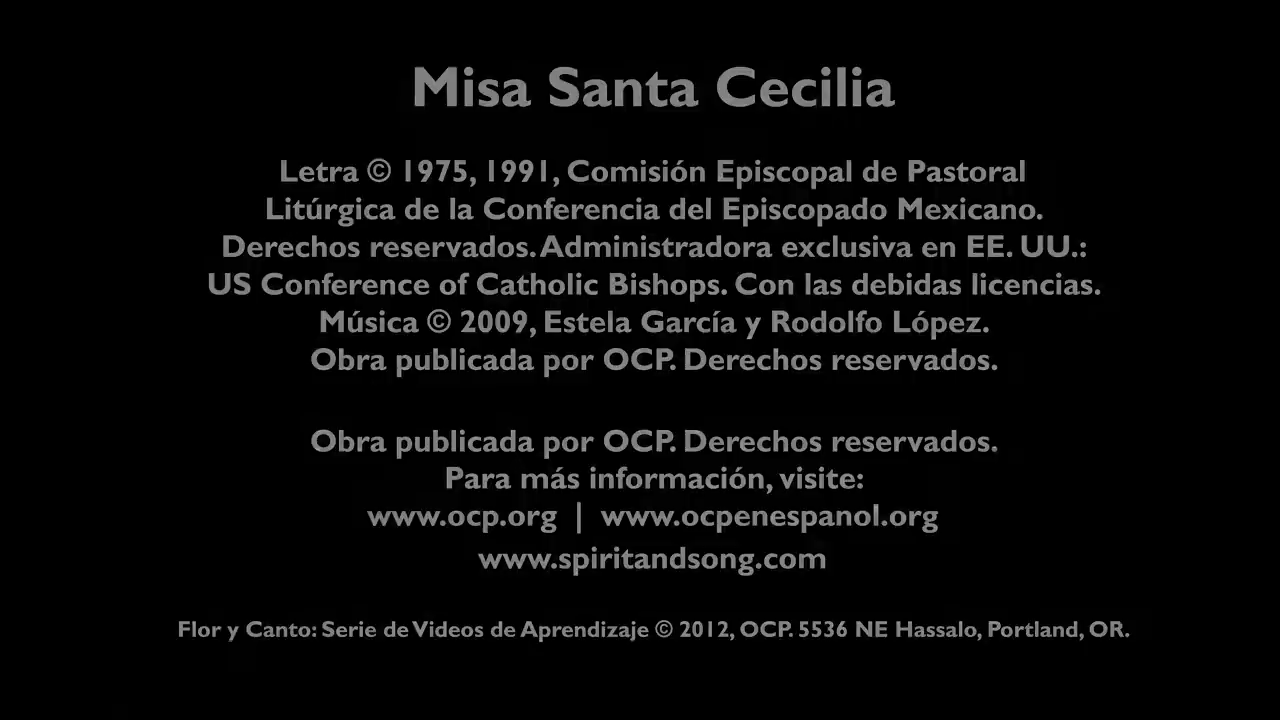 Misa Santa Cecilia
Letra © 1975, 1991, Comisión Episcopal de Pastoral
Litúrgica de la Conferencia del Episcopado Mexicano.
Derechos reservados. Administradora exclusiva en EE. UU.:
US Conference of Catholic Bishops. Con las debidas licencias.
Música © 2009, Estela García y Rodolfo López.
Obra publicada por OCP. Derechos reservados.
Obra publicada por OCP. Derechos reservados.
Para más información, visite:
www.ocp.org | www.ocpenespanol.org
www.spiritandsong.com
Flor y Canto: Serie de Videos de Aprendizaje © 2012, OCP. 5536 NE Hassalo, Portland, OR.